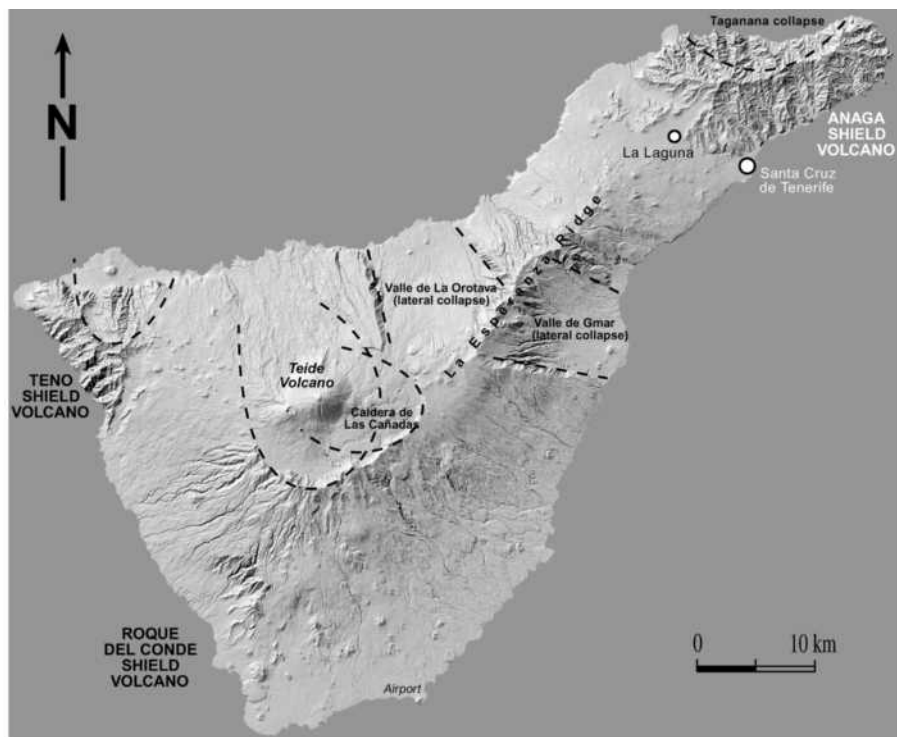 Taganana collapse
N
ANAGA
SHIELD
VOLCANO
La Laguna
Santa Cruz
de Tenerife
La Esperanza Ridge
Valle de La Orotava
(lateral collapse)
Valle de Gmar
(lateral collapse)
Teide
Volcano
TENO
SHIELD
VOLCANO
Caldera de
Las Cañadas
ROQUE
DEL CONDE
SHIELD
VOLCANO
0 10 km
Airport